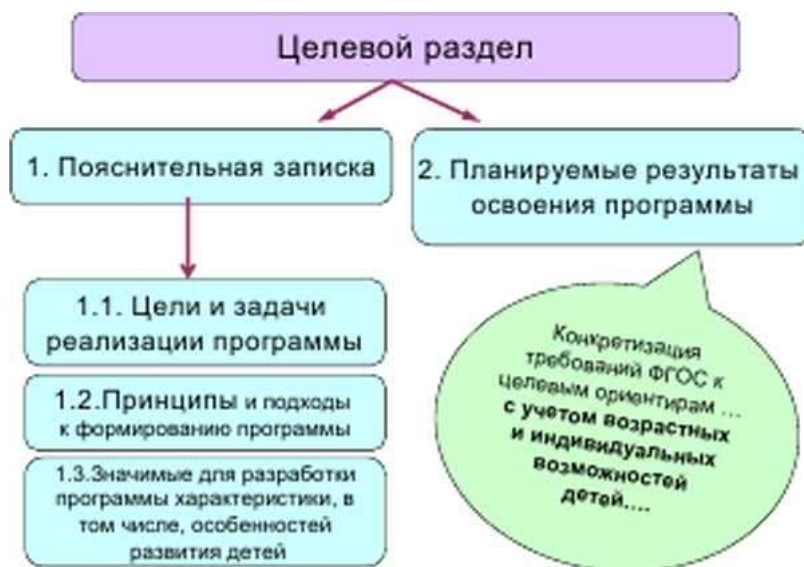 Целевой раздел
1. Пояснительная записка
2. Планируемые результаты
освоения программы
1.1. Цели и задачи
реализации программы
1.2.Принципы и подходы
к формированию программы
1.3.Значимые для разработки
программы характеристики, в
том числе, особенностей
развития детей
Конкретизация
требований ФГОС к
целевым ориентирам ...
с учетом возрастных
и индивидуальных
возможностей
детей....